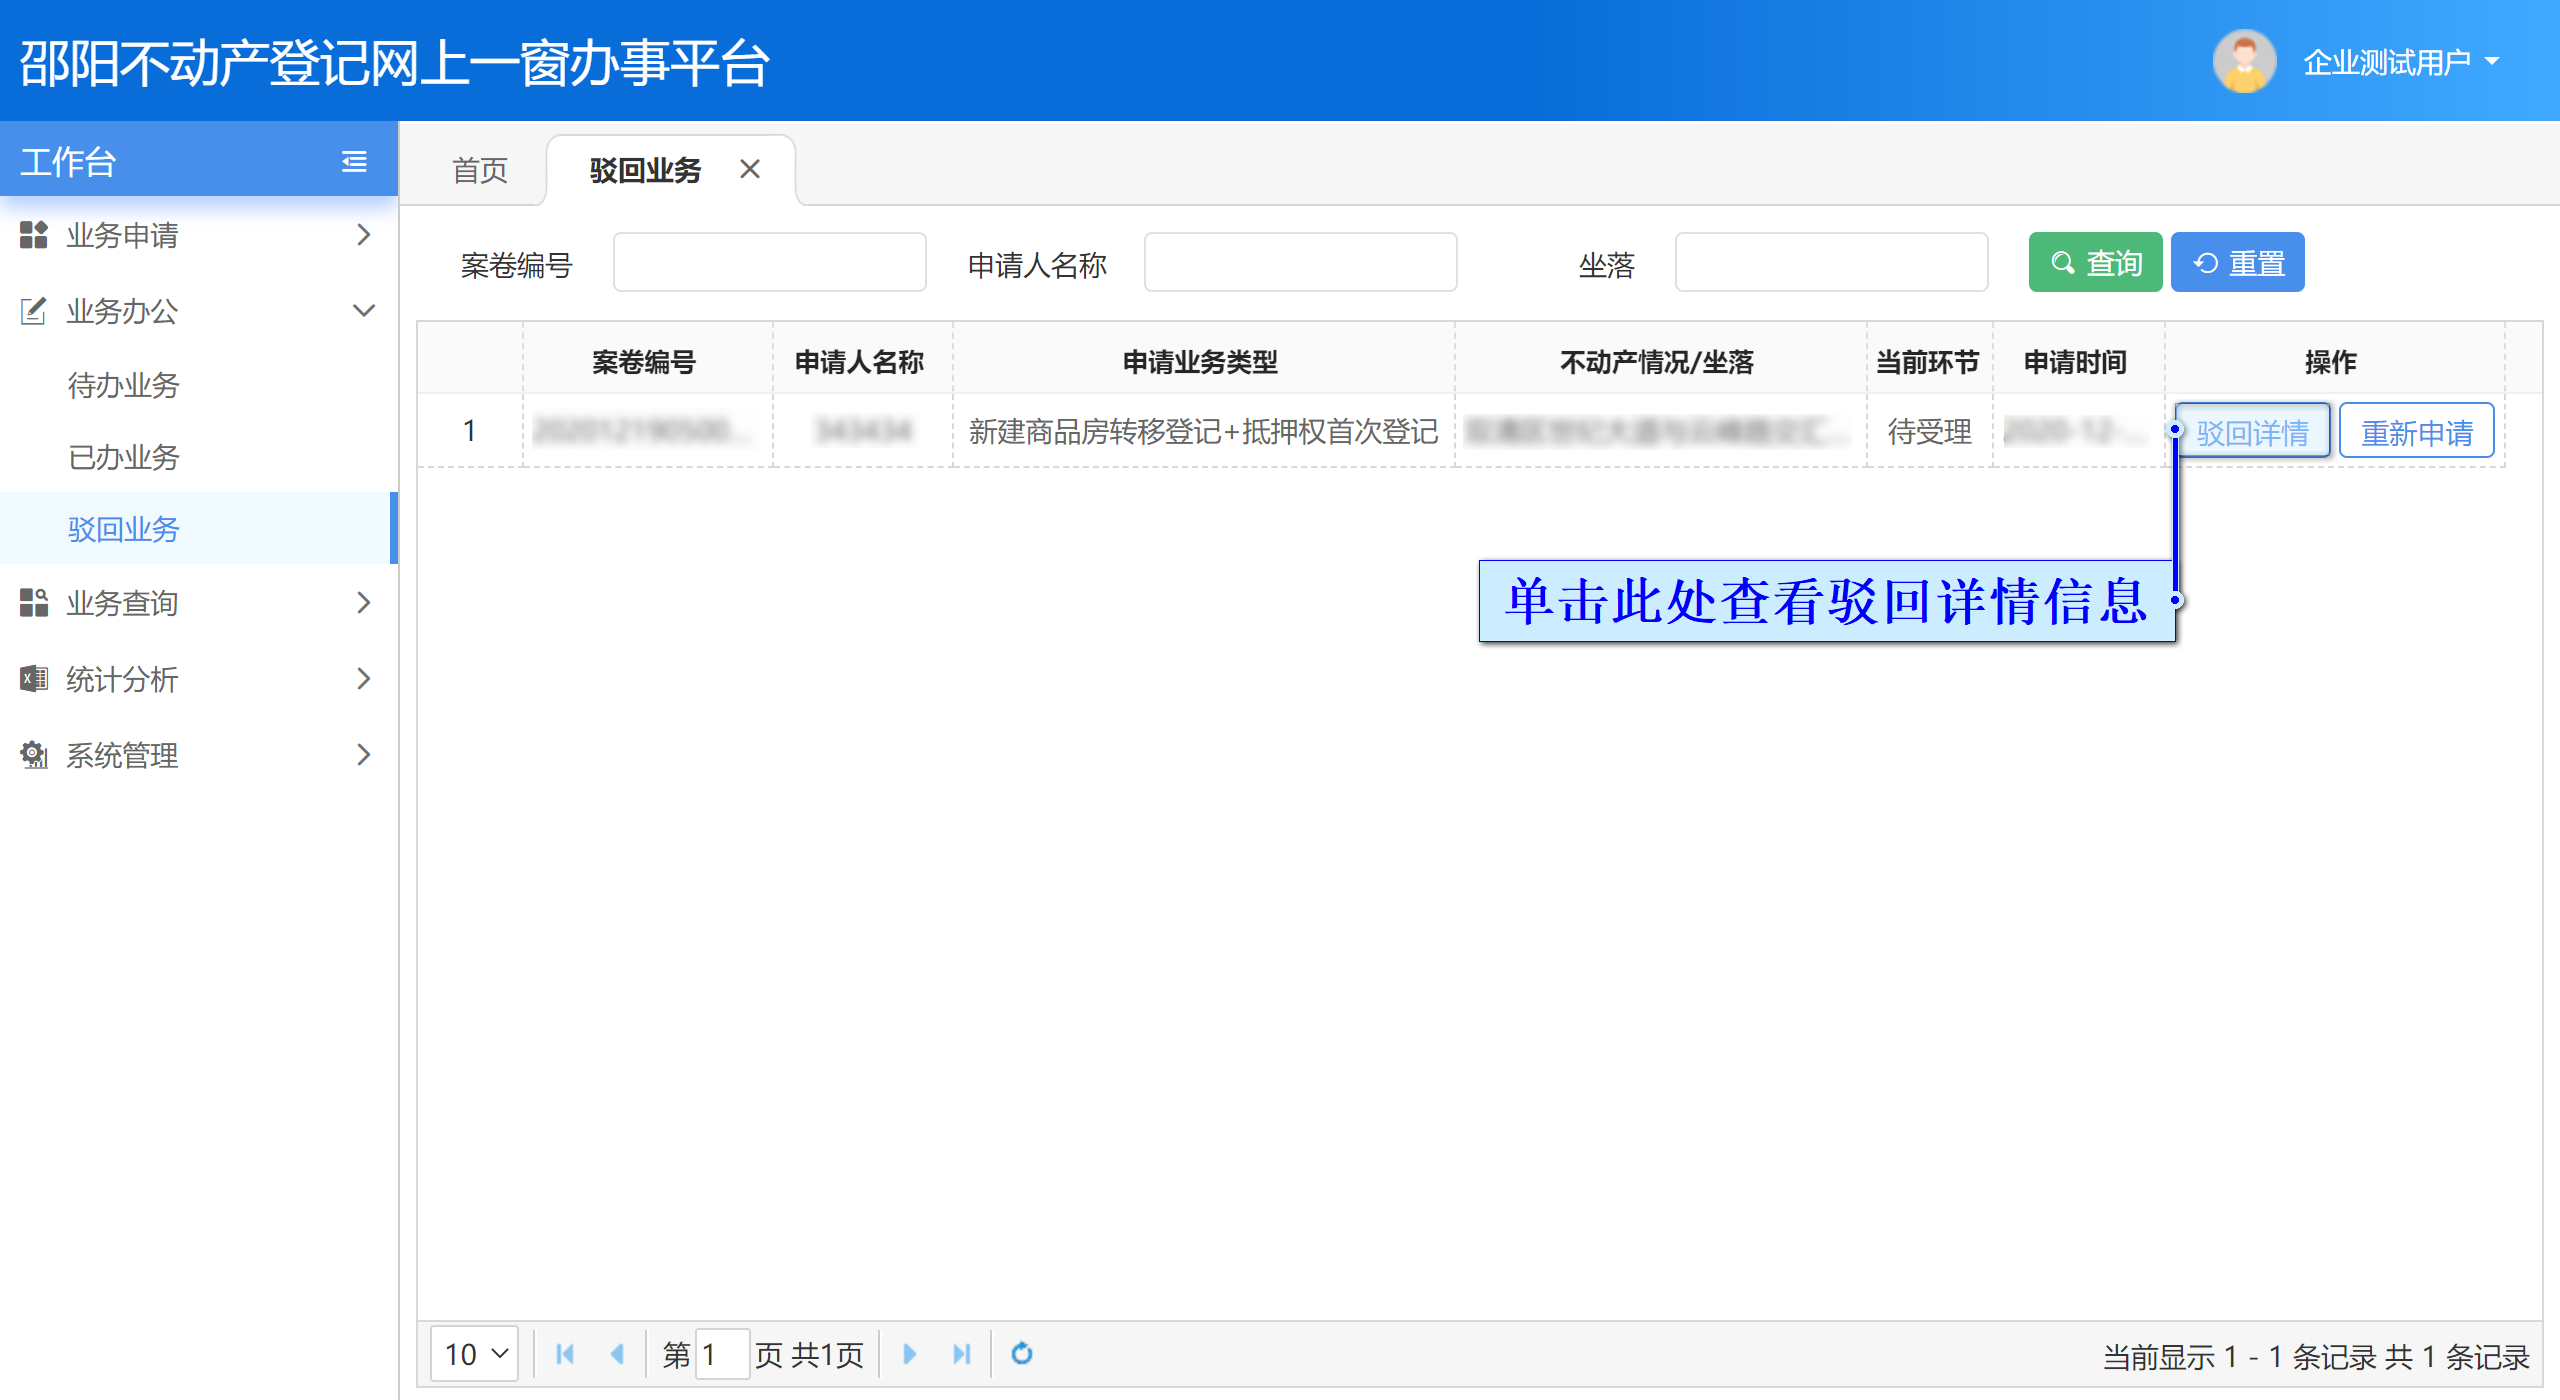 邵阳不动产登记网上一窗办事平台
企业测试用户
工作台
首页
驳回业务
业务申请
业务办公
待办业务
已办业务
驳回业务
业务查询
统计分析
系统管理
案卷编号
申请人名称
坐落
查询
重置
案卷编号 申请人名称 申请业务类型 不动产情况/坐落 当前环节 申请时间 操作
1 新建商品房转移登记+抵押权首次登记 待受理 驳回详情 重新申请
单击此处查看驳回详情信息
10 第 1 页 共1页
当前显示 1 - 1 条记录 共 1 条记录